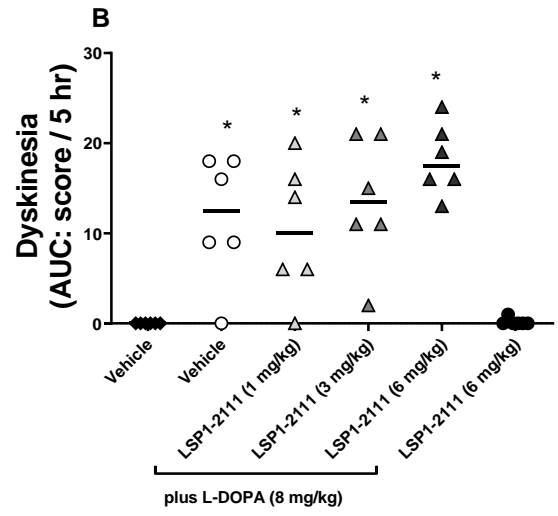 B
Dyskinesia
(AUC: score / 5 hr)
30
20
10
0
*
*
*
*
Vehicle
Vehicle
LSP1-2111 (1 mg/kg)
LSP1-2111 (3 mg/kg)
LSP1-2111 (6 mg/kg)
LSP1-2111 (6 mg/kg)
plus L-DOPA (8 mg/kg)